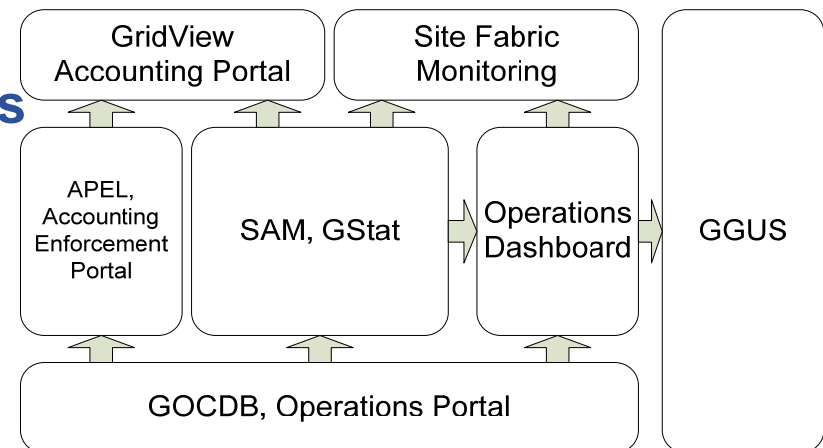 GridView
Accounting Portal
Site Fabric
Monitoring
s
APEL,
Accounting
Enforcement
Portal
SAM, GStat
Operations
Dashboard
GGUS
GOCDB, Operations Portal